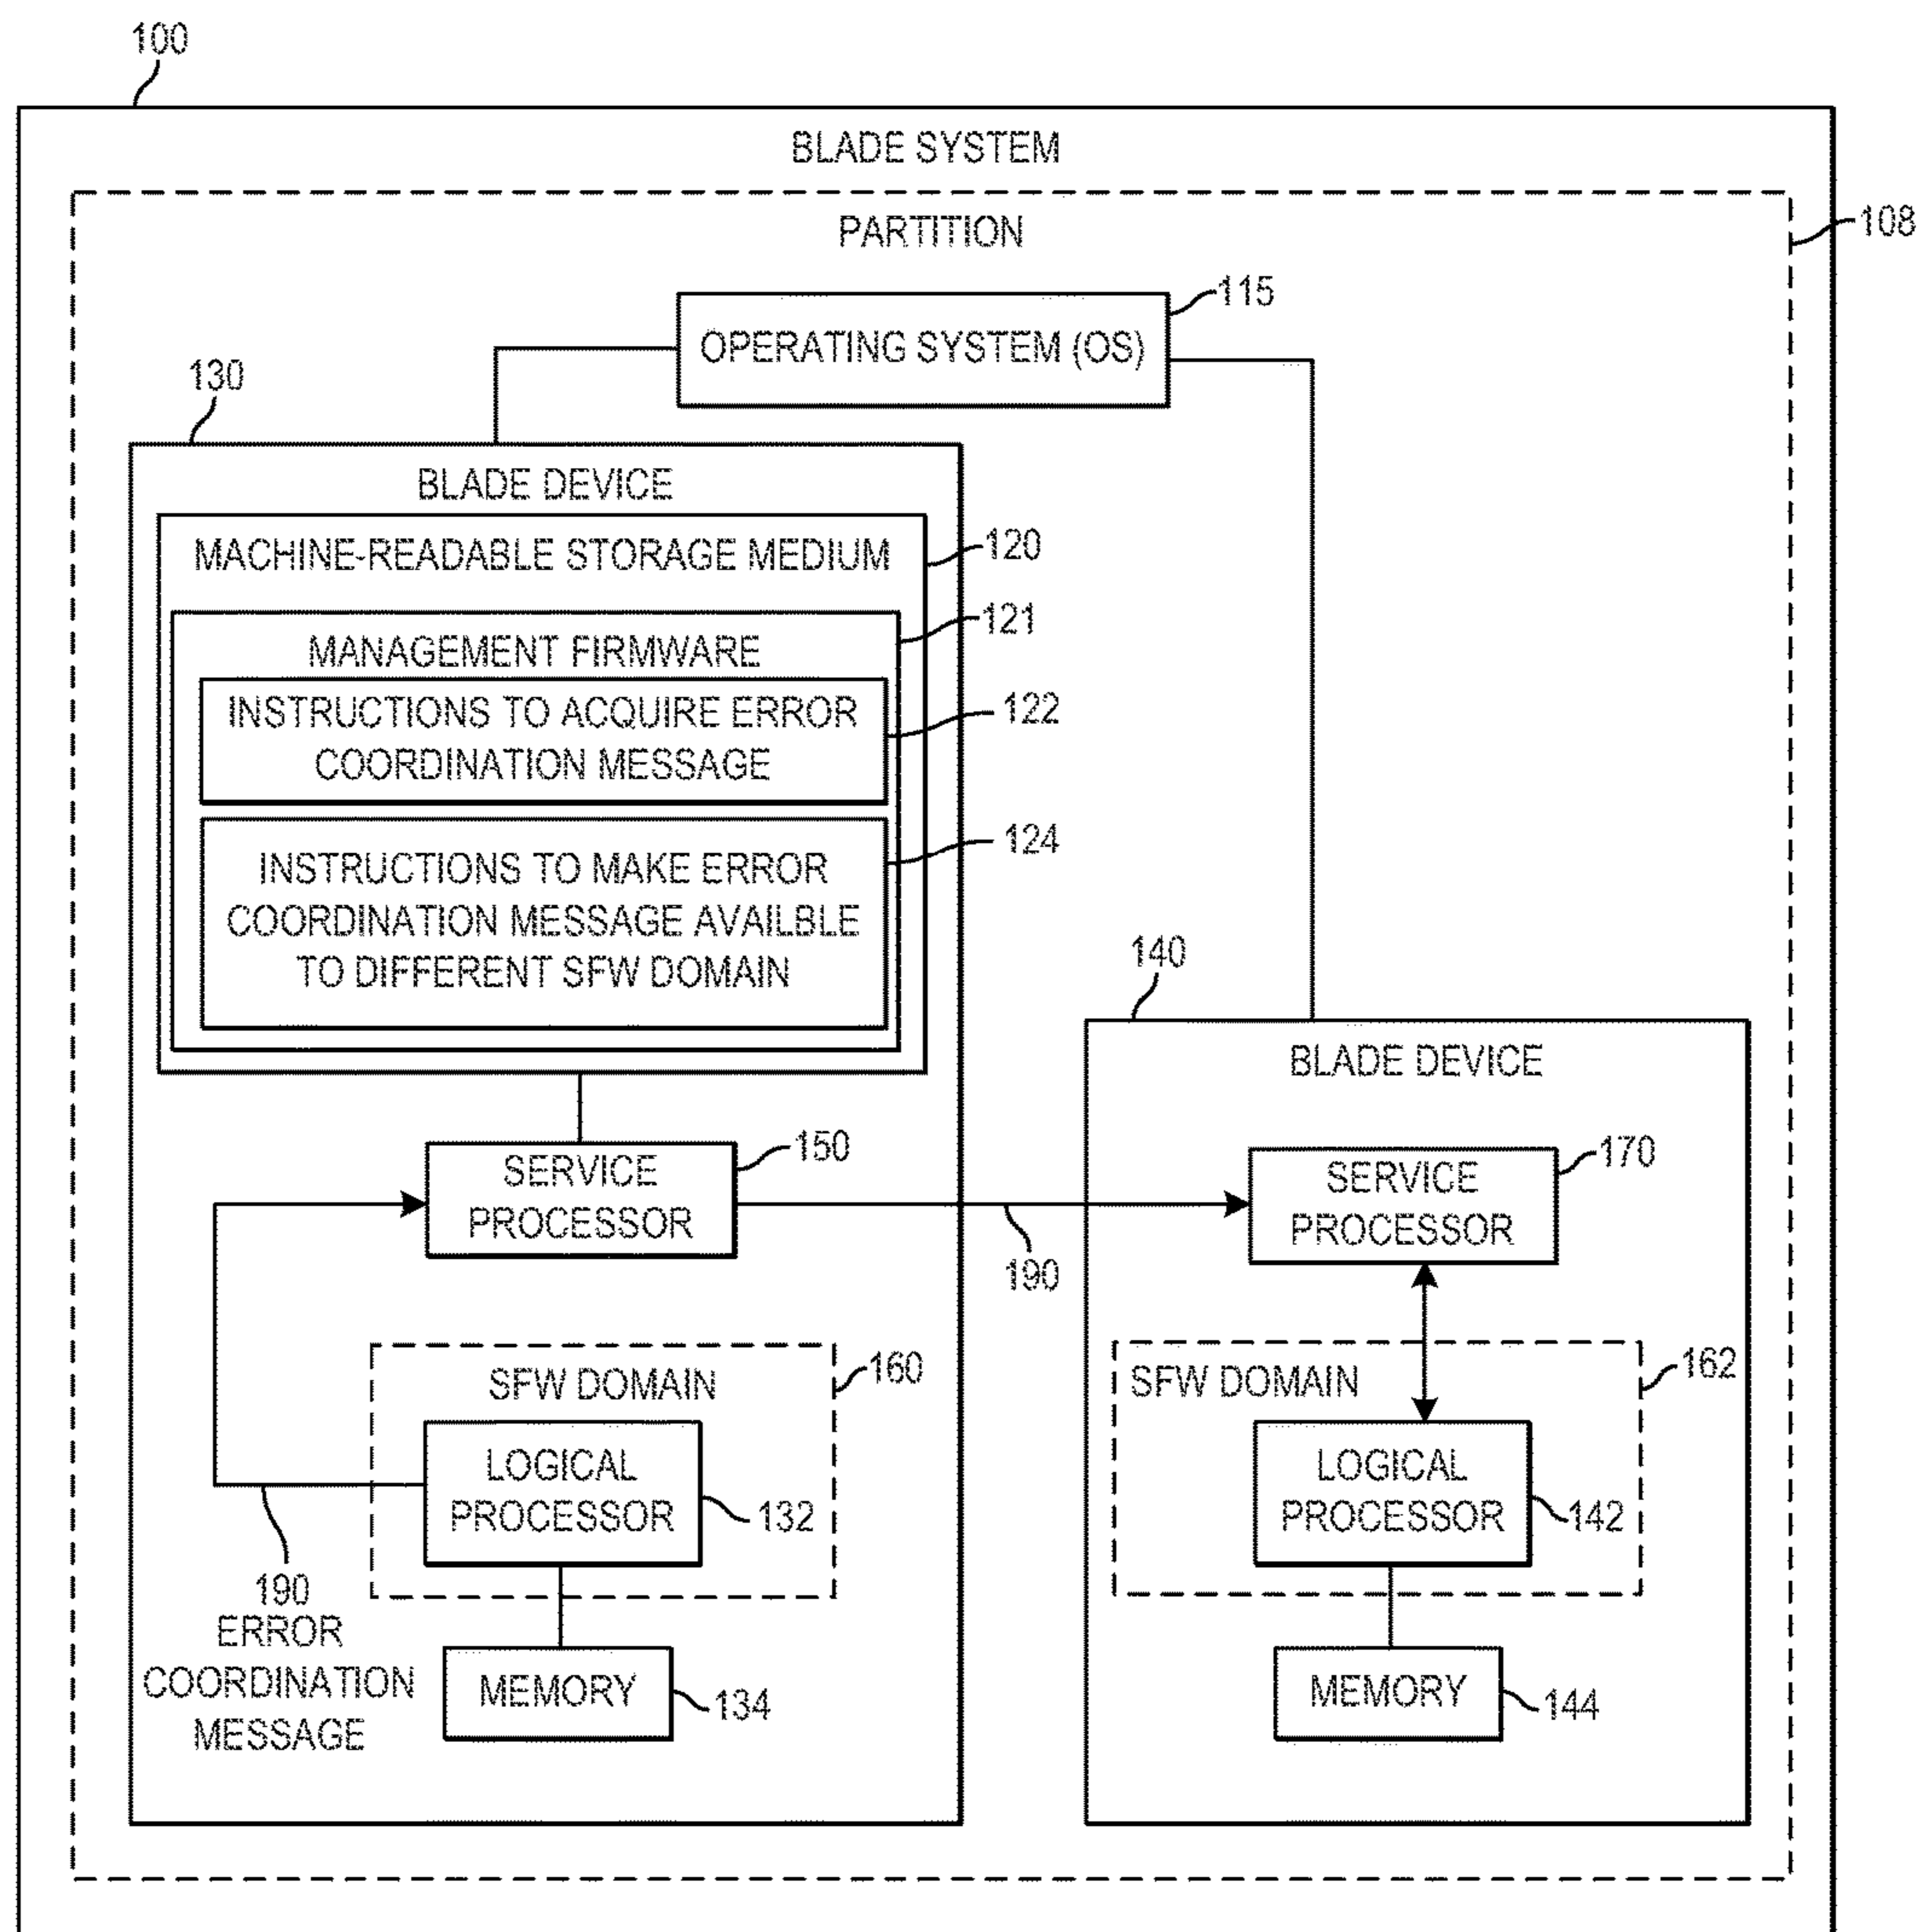 100
BLADE SYSTEM
PARTITION
108
115
OPERATING SYSTEM (OS)
130
BLADE DEVICE
MACHINE-READABLE STORAGE MEDIUM
120
121
MANAGEMENT FIRMWARE
INSTRUCTIONS TO ACQUIRE ERROR
COORDINATION MESSAGE
122
124
INSTRUCTIONS TO MAKE ERROR
COORDINATION MESSAGE AVAILBLE
TO DIFFERENT SFW DOMAIN
140
BLADE DEVICE
150
SERVICE
PROCESSOR
170
SERVICE
PROCESSOR
190
160
SFW DOMAIN
162
SFW DOMAIN
LOGICAL
PROCESSOR
132
LOGICAL
PROCESSOR
142
190
ERROR
COORDINATION
MESSAGE
MEMORY
134
MEMORY
144